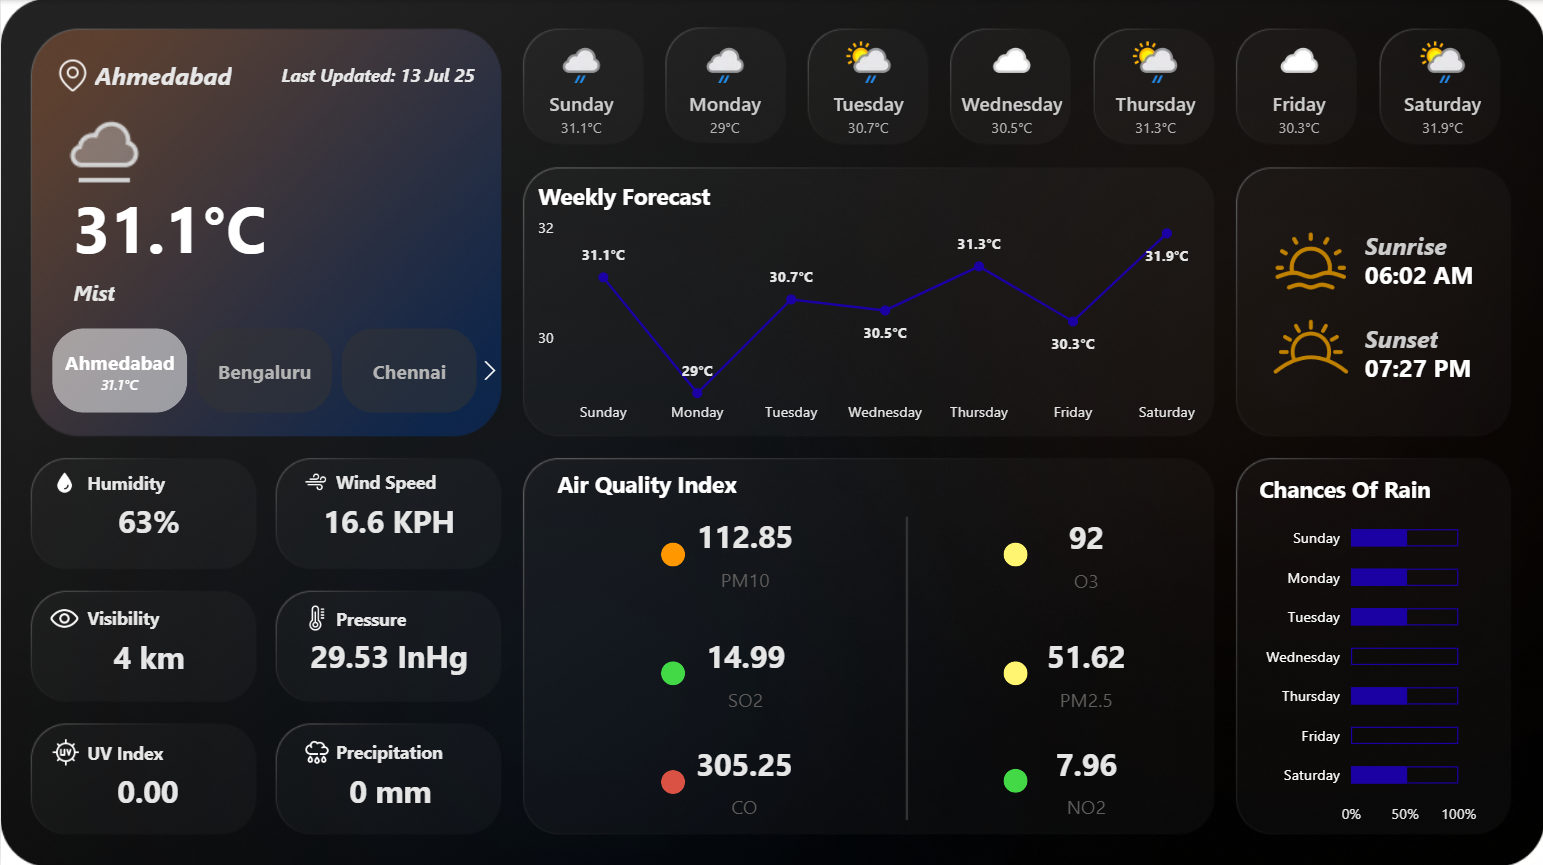 Ahmedabad
Last Updated: 13 Jul 25
31.1°C
Mist
Ahmedabad
31.1°C
Bengaluru
Chennai
Sunday
31.1°C
Monday
29°C
Tuesday
30.7°C
Wednesday
30.5°C
Thursday
31.3°C
Friday
30.3°C
Saturday
31.9°C
Weekly Forecast
32
30
31.1°C
29°C
30.7°C
30.5°C
31.3°C
30.3°C
31.9°C
Sunday Monday Tuesday Wednesday Thursday Friday Saturday
Sunrise
06:02 AM
Sunset
07:27 PM
Humidity
63%
Wind Speed
16.6 KPH
Visibility
4 km
Pressure
29.53 InHg
UV
UV Index
0.00
Precipitation
0 mm
Air Quality Index
112.85
PM10
92
O3
14.99
SO2
51.62
PM2.5
305.25
CO
7.96
NO2
Chances Of Rain
Sunday
Monday
Tuesday
Wednesday
Thursday
Friday
Saturday
0% 50% 100%